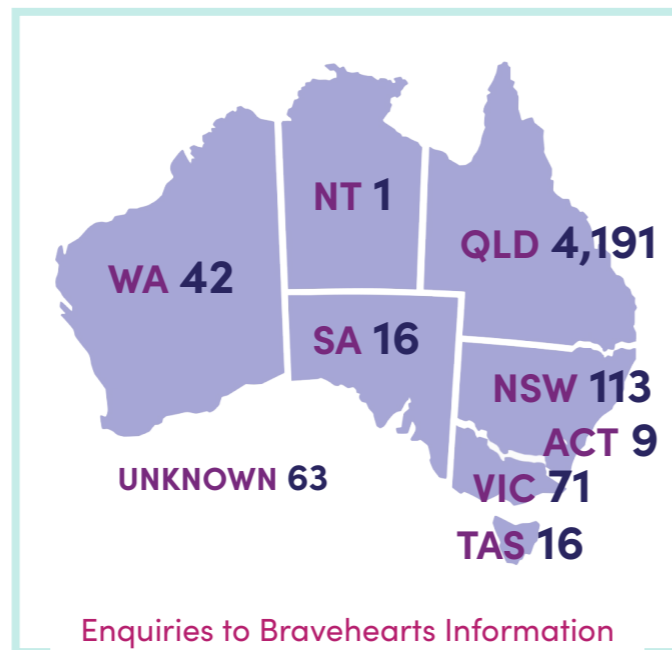 NT 1
QLD 4,191
WA 42
SA 16
NSW 113
ACT 9
UNKNOWN 63
VIC 71
TAS 16
Enquiries to Bravehearts Information